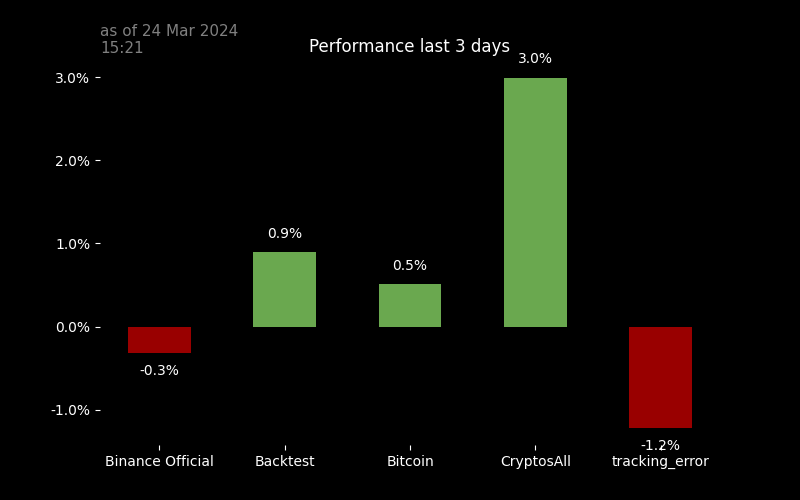 as of 24 Mar 2024
15:21
Performance last 3 days
3.0%
3.0%
2.0%
1.0%
0.9%
0.5%
0.0%
-0.3%
-1.0%
-1.2%
Binance Official
Backtest
Bitcoin
CryptosAll
tracking_error